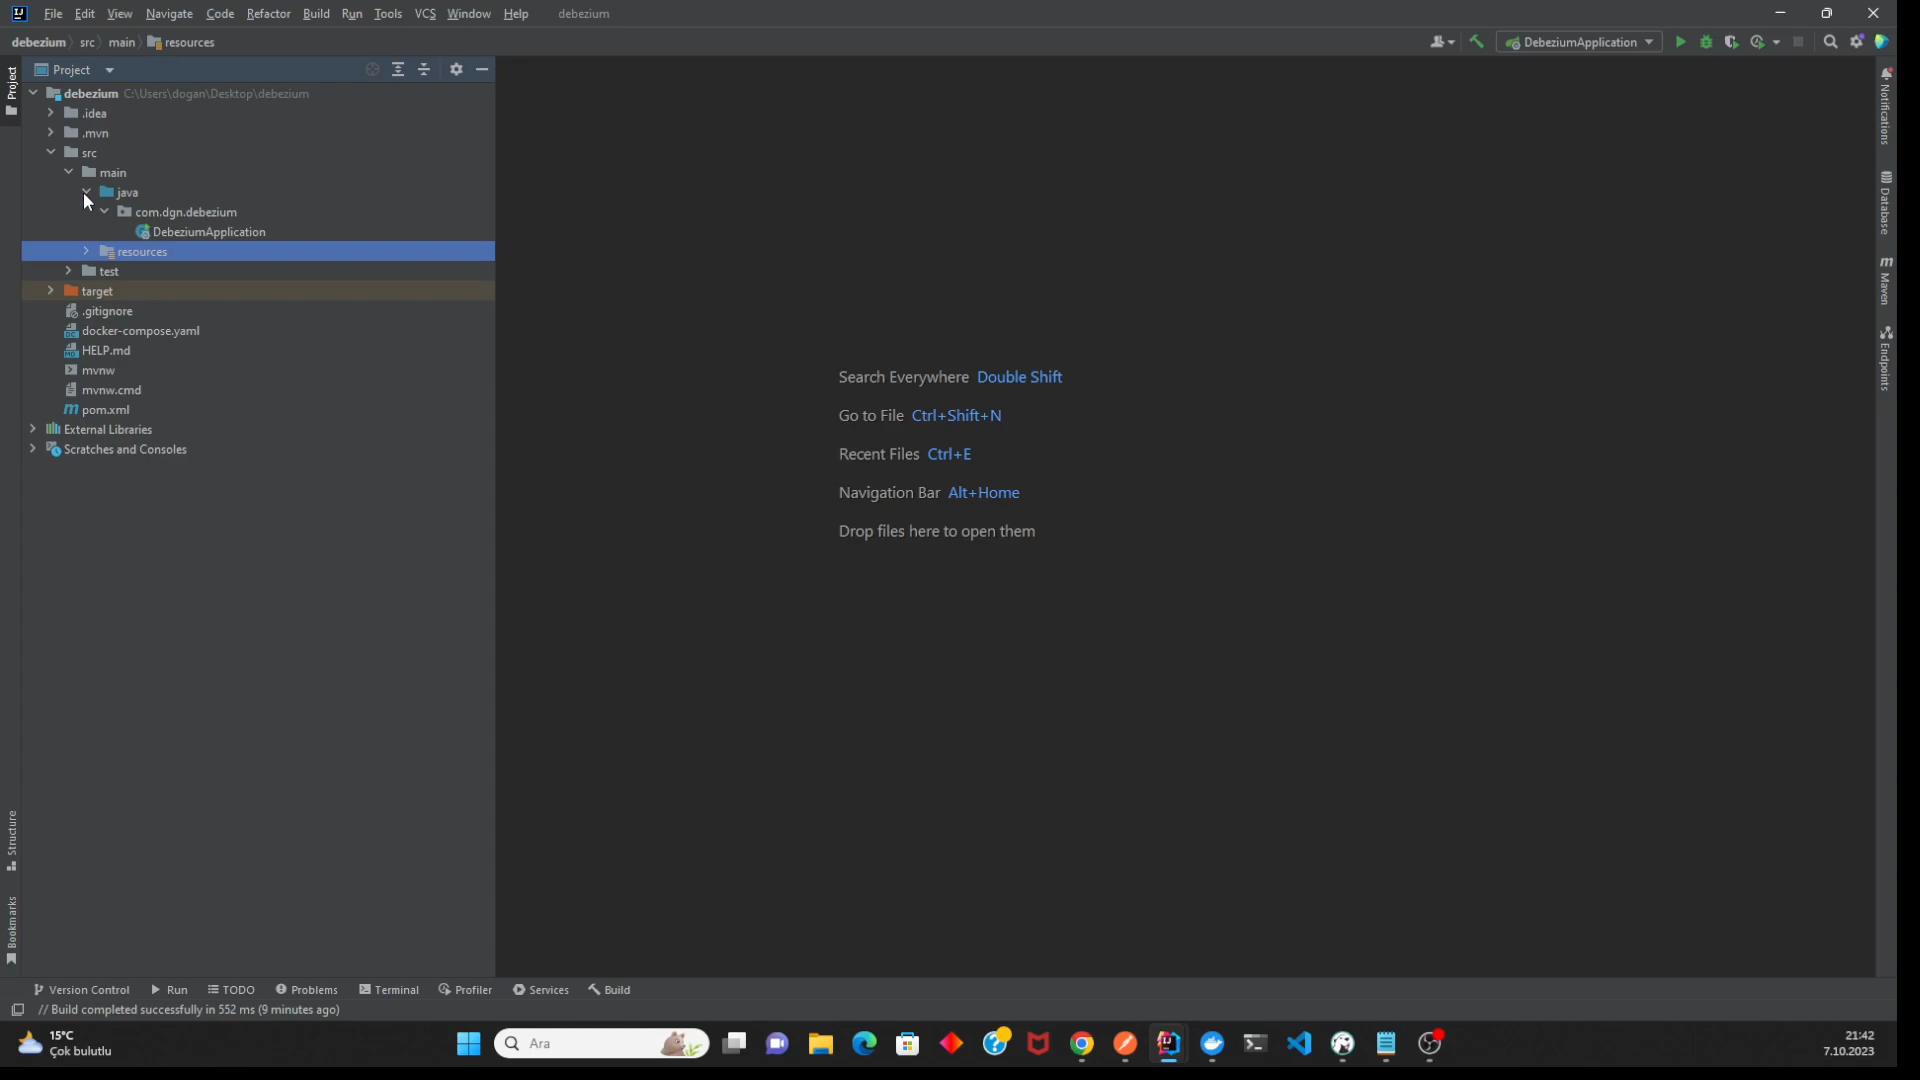 File Edit View Navigate Code Refactor Build Run Tools VCS Window Help debezium
debezium src main resources DebeziumApplication
Project
Project
debezium C:\Users\dogan\Desktop\debezium
.idea
.mvn
src
main
java
com.dgn.debezium
DebeziumApplication
resources
test
target
.gitignore
docker-compose.yaml
HELP.md
mvnw
mvnw.cmd
pom.xml
External Libraries
Scratches and Consoles
Structure
Bookmarks
Search Everywhere Double Shift
Go to File Ctrl+Shift+N
Recent Files Ctrl+E
Navigation Bar Alt+Home
Drop files here to open them
Notifications
Database
Maven
Endpoints
Version Control Run TODO Problems Terminal Profiler Services Build
// Build completed successfully in 552 ms (9 minutes ago)
15°C
Çok bulutlu
Ara
21:42
7.10.2023